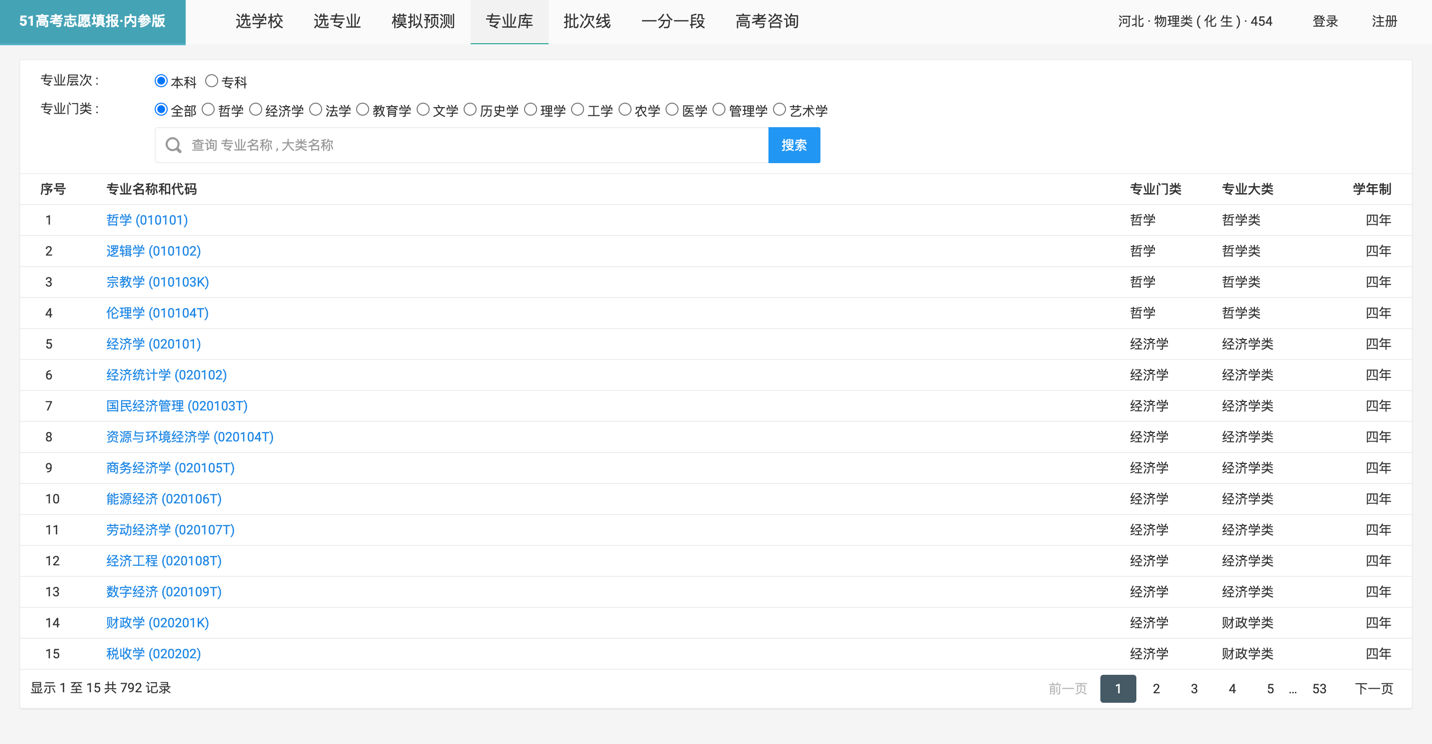 51高考志愿填报·内参版 选学校 选专业 模拟预测 专业库 批次线 一分一段 高考咨询 河北 · 物理类 ( 化 生 ) · 454 登录 注册
专业层次 : 本科 专科
专业门类 : 全部 哲学 经济学 法学 教育学 文学 历史学 理学 工学 农学 医学 管理学 艺术学
查询 专业名称 , 大类名称 搜索
序号 专业名称和代码 专业门类 专业大类 学年制
1 哲学 (010101) 哲学 哲学类 四年
2 逻辑学 (010102) 哲学 哲学类 四年
3 宗教学 (010103K) 哲学 哲学类 四年
4 伦理学 (010104T) 哲学 哲学类 四年
5 经济学 (020101) 经济学 经济学类 四年
6 经济统计学 (020102) 经济学 经济学类 四年
7 国民经济管理 (020103T) 经济学 经济学类 四年
8 资源与环境经济学 (020104T) 经济学 经济学类 四年
9 商务经济学 (020105T) 经济学 经济学类 四年
10 能源经济 (020106T) 经济学 经济学类 四年
11 劳动经济学 (020107T) 经济学 经济学类 四年
12 经济工程 (020108T) 经济学 经济学类 四年
13 数字经济 (020109T) 经济学 经济学类 四年
14 财政学 (020201K) 经济学 财政学类 四年
15 税收学 (020202) 经济学 财政学类 四年
显示 1 至 15 共 792 记录 前一页 1 2 3 4 5 ... 53 下一页